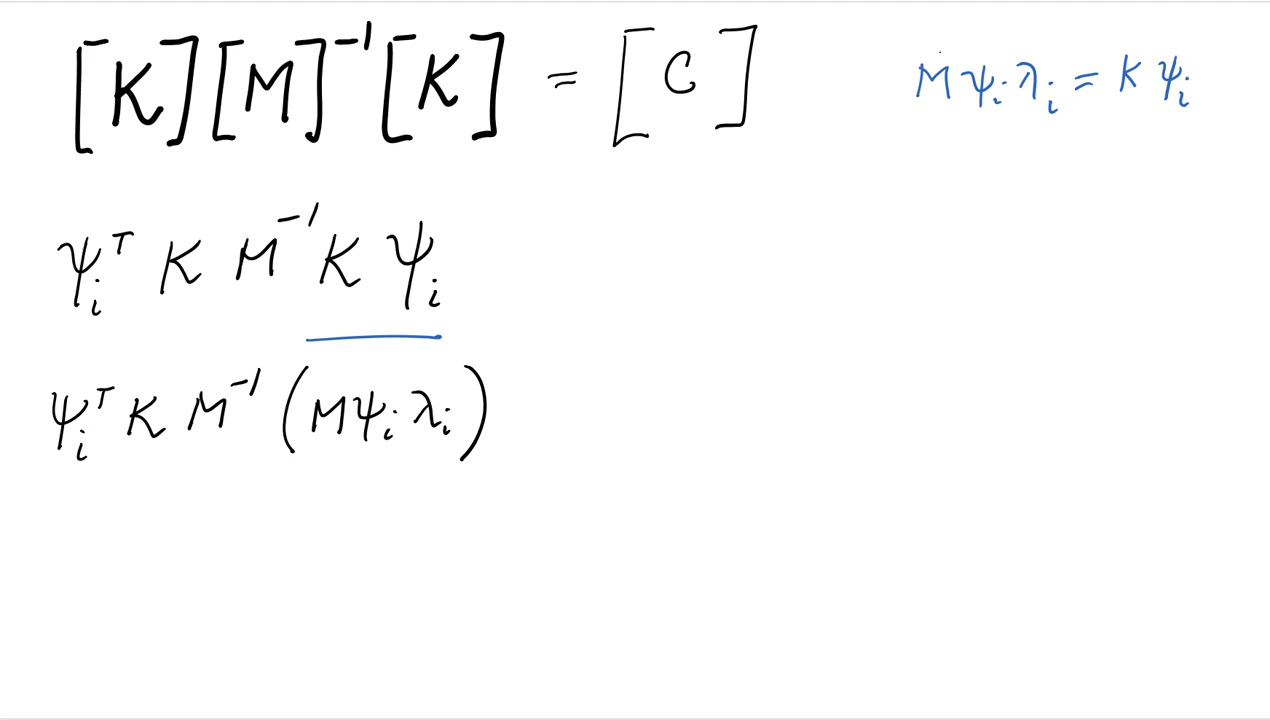 [K][M]⁻¹[K] = [C]
Mψᵢλᵢ = Kψᵢ
ψᵢᵀ K M⁻¹ K ψᵢ
ψᵢᵀ K M⁻¹ (Mψᵢλᵢ)